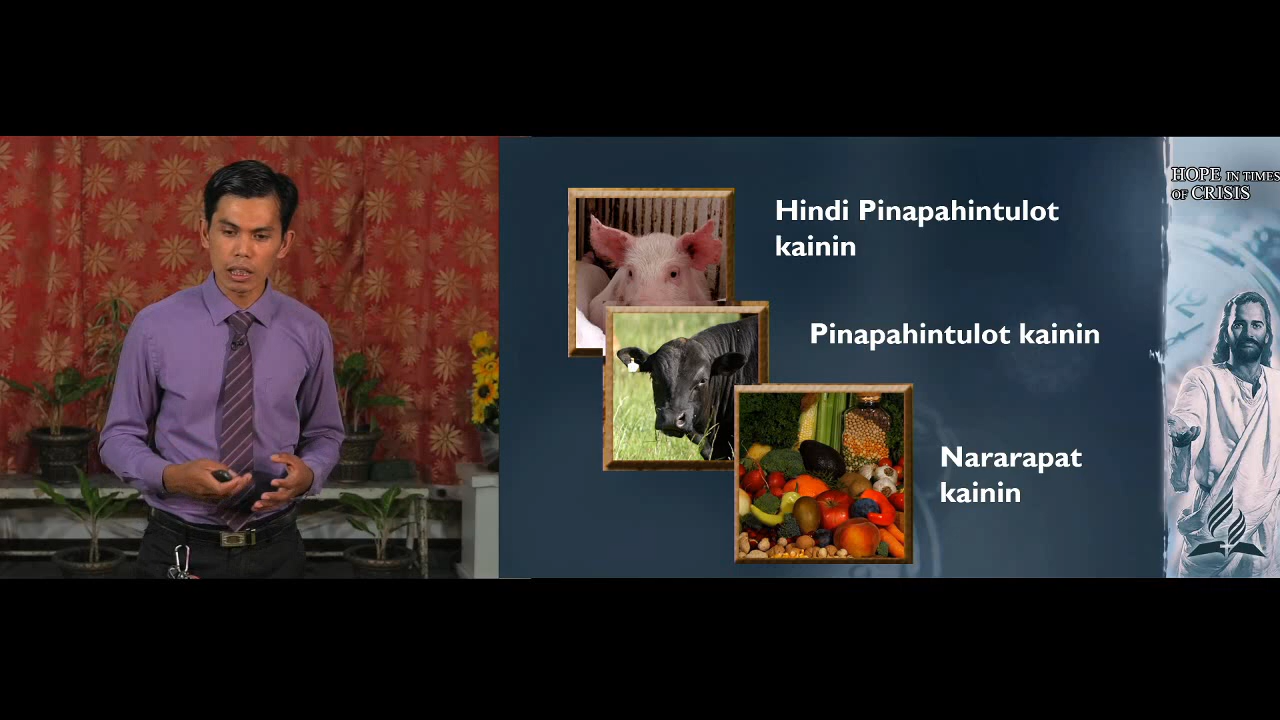 Hindi Pinapahintulot
kainin
Pinapahintulot kainin
Nararapat
kainin
HOPE IN TIMES
OF CRISIS